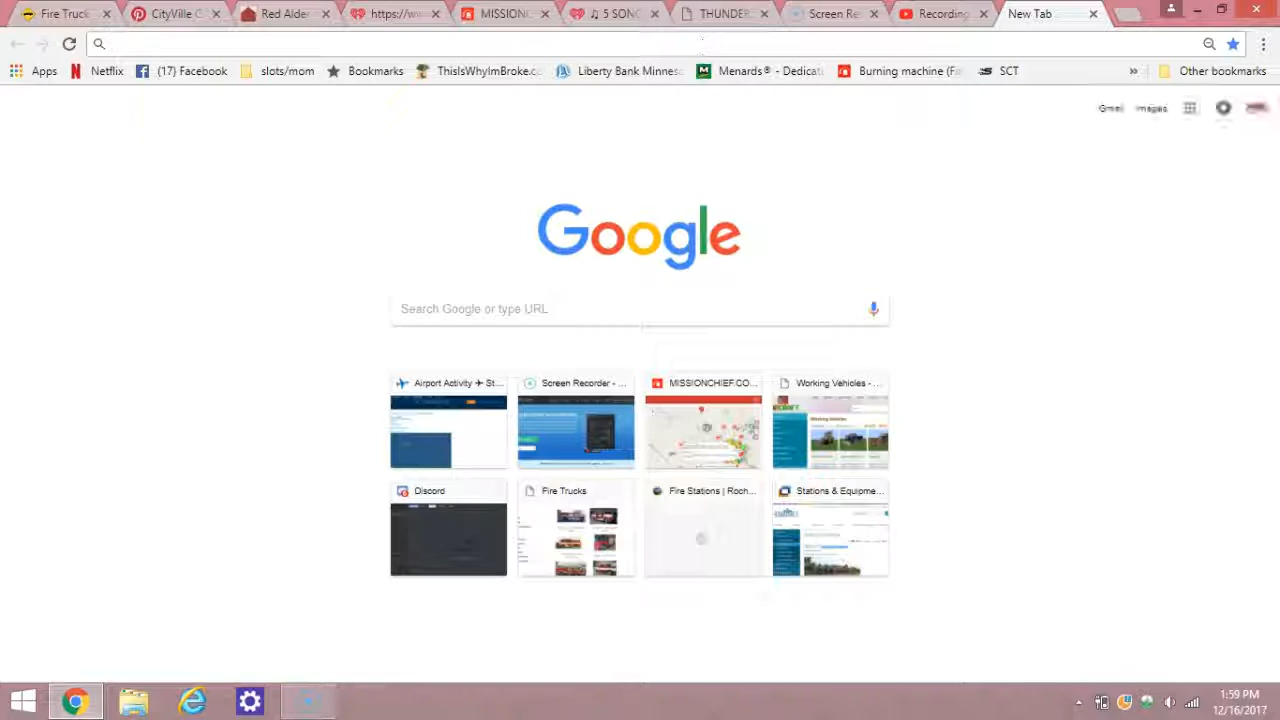 Fire Truck: CityVille C Red Alder https://w MISSIONC ♫ 5 SONG THUNDER Screen Re Recording New Tab
Apps Netflix (17) Facebook slots/mom Bookmarks ThisIsWhyImBroke.c Liberty Bank Minnes Menards® - Dedicati Burning machine (Fa SCT » Other bookmarks
Gmail Images
Google
Search Google or type URL
Airport Activity ✈ St... Screen Recorder - ... MISSIONCHIEF.CO... Working Vehicles - ...
Discord Fire Trucks Fire Stations | Roch... Stations & Equipme...
1:59 PM
12/16/2017